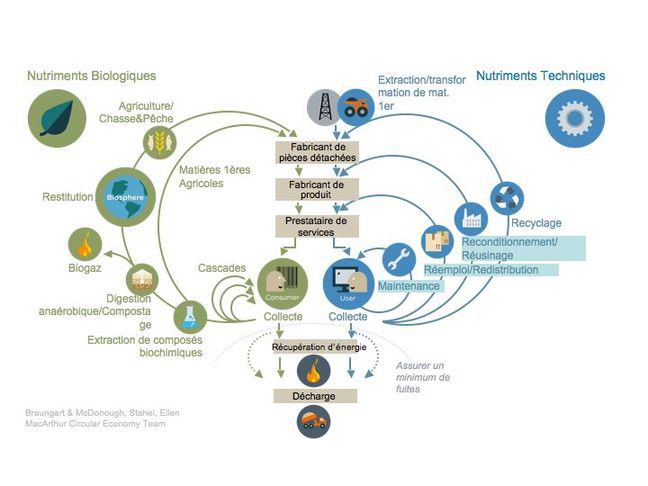 Nutriments Biologiques
Nutriments Techniques
Extraction/transfor
mation de mat.
1er
Agriculture/
Chasse&Pêche
Fabricant de
pièces détachées
Matières 1ères
Agricoles
Fabricant de
produit
Restitution
Biosphere
Prestataire de
services
Recyclage
Reconditionnement/
Réusinage
Biogaz
Cascades
Réemploi/Redistribution
Maintenance
Consumer
User
Digestion
anaérobique/Composta
ge
Collecte
Collecte
Extraction de composés
biochimiques
Récupération d'énergie
Assurer un
minimum de
fuites
Décharge
Braungart & McDonough, Stahel, Ellen
MacArthur Circular Economy Team